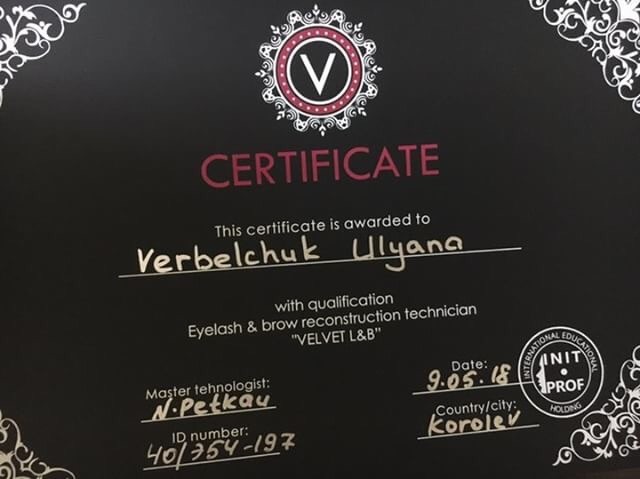 V
CERTIFICATE
This certificate is awarded to
Verbelchuk Ulyana
with qualification
Eyelash & brow reconstruction technician
"VELVET L&B"
Master tehnologist:
N.Petkau
ID number:
40/754-197
Date:
9.05.18
Country/city:
Korolev
INTERNATIONAL EDUCATIONAL
INIT
PROF
HOLDING